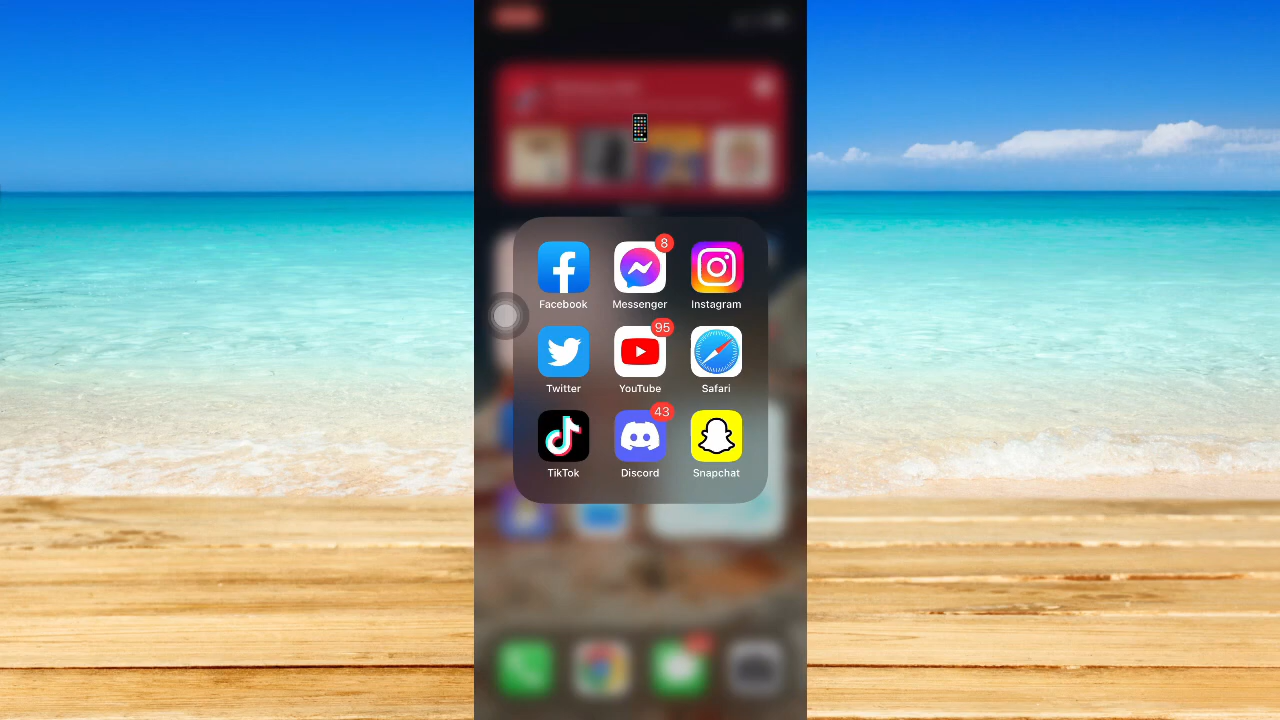 📱
8
Facebook Messenger Instagram
95
Twitter YouTube Safari
43
TikTok Discord Snapchat